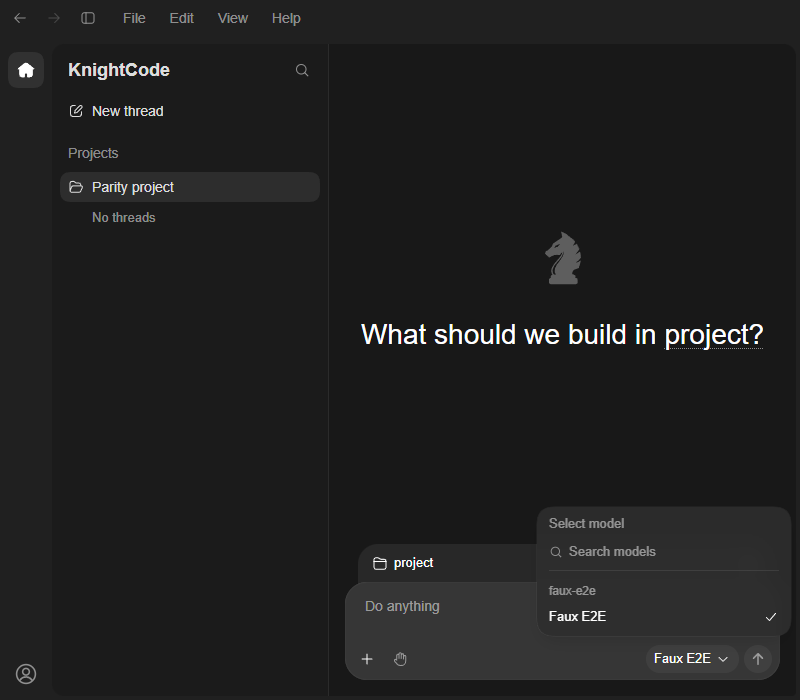 File Edit View Help
KnightCode
New thread
Projects
Parity project
No threads
What should we build in project?
Select model
Search models
faux-e2e
Faux E2E
project
Do anything
Faux E2E